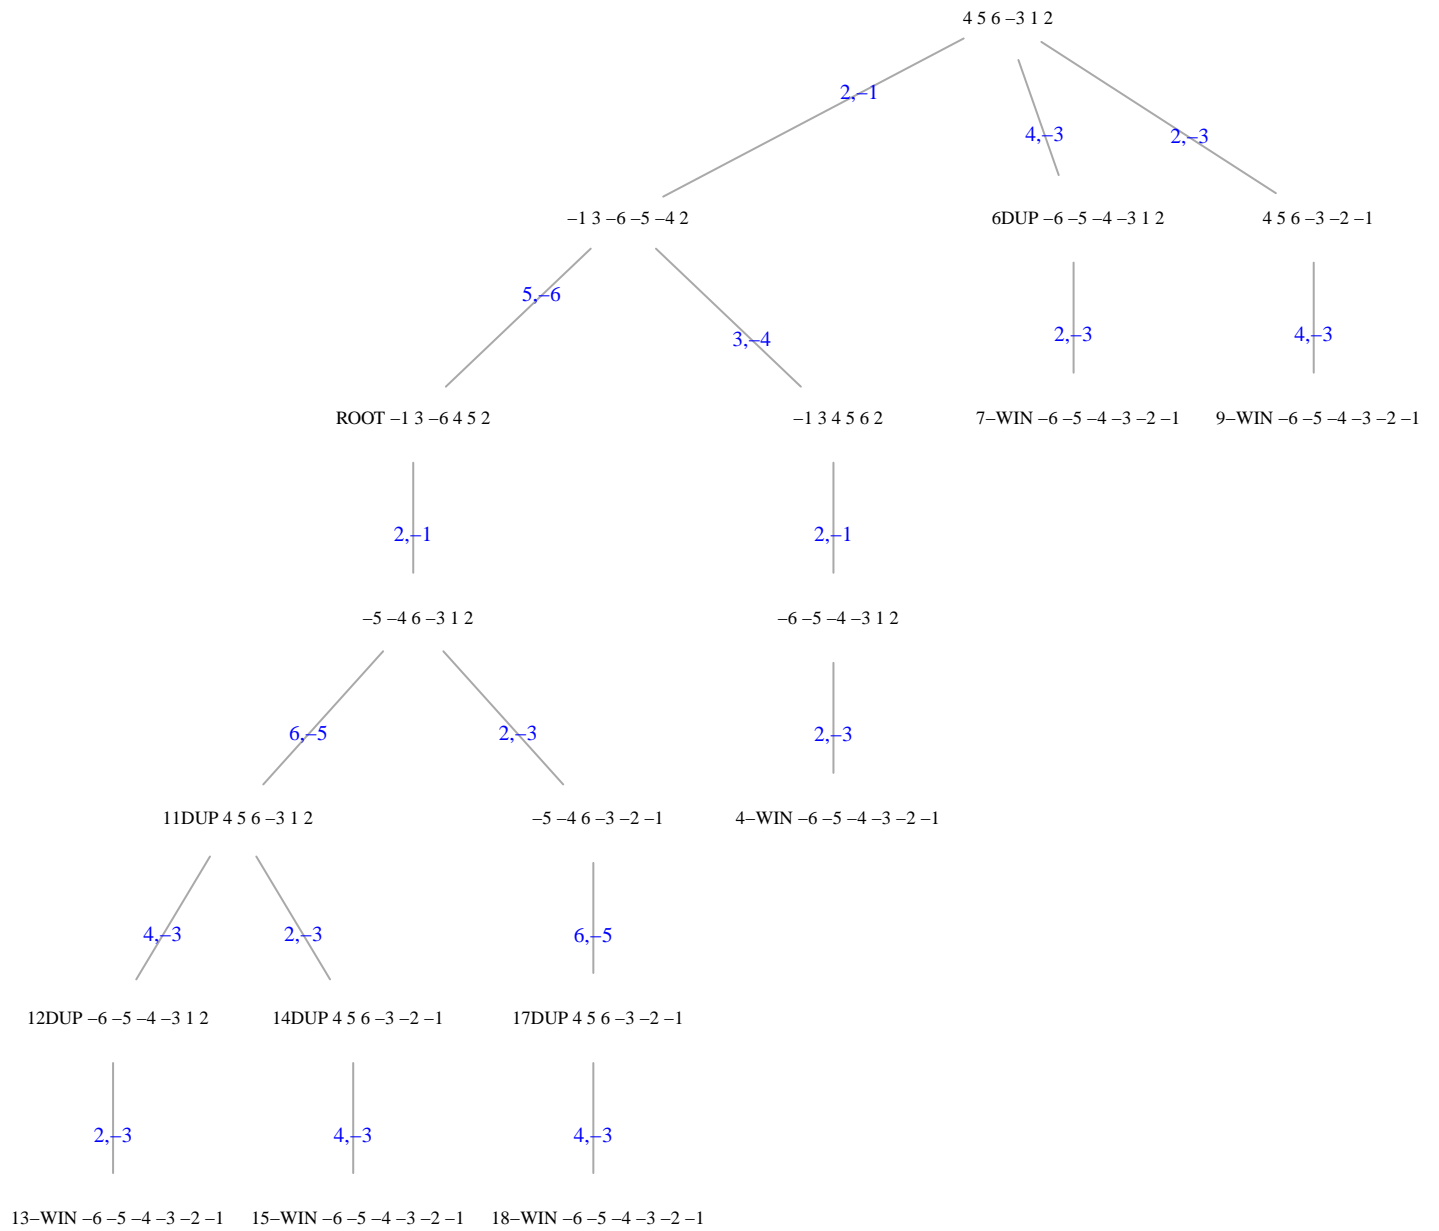 4 5 6 –3 1 2
2,–1
4,–3
2,–3
–1 3 –6 –5 –4 2
6DUP –6 –5 –4 –3 1 2
4 5 6 –3 –2 –1
5,–6
3,–4
2,–3
4,–3
ROOT –1 3 –6 4 5 2
–1 3 4 5 6 2
7–WIN –6 –5 –4 –3 –2 –1
9–WIN –6 –5 –4 –3 –2 –1
2,–1
2,–1
–5 –4 6 –3 1 2
–6 –5 –4 –3 1 2
6,–5
2,–3
2,–3
11DUP 4 5 6 –3 1 2
–5 –4 6 –3 –2 –1
4–WIN –6 –5 –4 –3 –2 –1
4,–3
2,–3
6,–5
12DUP –6 –5 –4 –3 1 2
14DUP 4 5 6 –3 –2 –1
17DUP 4 5 6 –3 –2 –1
2,–3
4,–3
4,–3
13–WIN –6 –5 –4 –3 –2 –1
15–WIN –6 –5 –4 –3 –2 –1
18–WIN –6 –5 –4 –3 –2 –1